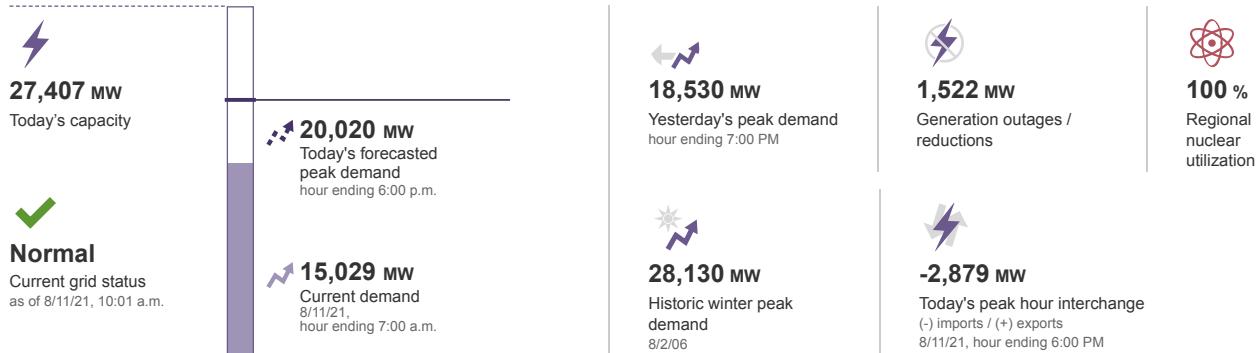 27,407 MW
Today's capacity
Normal
Current grid status
as of 8/11/21, 10:01 a.m.
20,020 MW
Today's forecasted
peak demand
hour ending 6:00 p.m.
15,029 MW
Current demand
8/11/21,
hour ending 7:00 a.m.
18,530 MW
Yesterday's peak demand
hour ending 7:00 PM
1,522 MW
Generation outages /
reductions
100 %
Regional
nuclear
utilization
28,130 MW
Historic winter peak
demand
8/2/06
-2,879 MW
Today's peak hour interchange
(-) imports / (+) exports
8/11/21, hour ending 6:00 PM